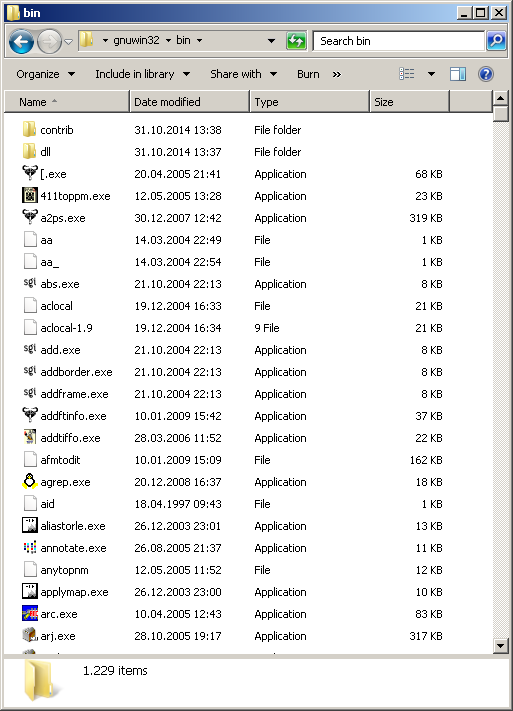 bin
gnuwin32 bin Search bin
Organize Include in library Share with Burn »
Name Date modified Type Size
contrib 31.10.2014 13:38 File folder
dll 31.10.2014 13:37 File folder
[.exe 20.04.2005 21:41 Application 68 KB
411toppm.exe 12.05.2005 13:28 Application 23 KB
a2ps.exe 30.12.2007 12:42 Application 319 KB
aa 14.03.2004 22:49 File 1 KB
aa_ 14.03.2004 22:54 File 1 KB
sgi abs.exe 21.10.2004 22:13 Application 8 KB
aclocal 19.12.2004 16:33 File 21 KB
aclocal-1.9 19.12.2004 16:34 9 File 21 KB
sgi add.exe 21.10.2004 22:13 Application 8 KB
sgi addborder.exe 21.10.2004 22:13 Application 8 KB
sgi addframe.exe 21.10.2004 22:13 Application 8 KB
addftinfo.exe 10.01.2009 15:42 Application 37 KB
addtiffo.exe 28.03.2006 11:52 Application 22 KB
afmtodit 10.01.2009 15:09 File 162 KB
agrep.exe 20.12.2008 16:37 Application 18 KB
aid 18.04.1997 09:43 File 1 KB
aliastorle.exe 26.12.2003 23:01 Application 13 KB
annotate.exe 26.08.2005 21:37 Application 11 KB
anytopnm 12.05.2005 11:52 File 12 KB
applymap.exe 26.12.2003 23:00 Application 10 KB
arc.exe 10.04.2005 12:43 Application 83 KB
arj.exe 28.10.2005 19:17 Application 317 KB
1.229 items